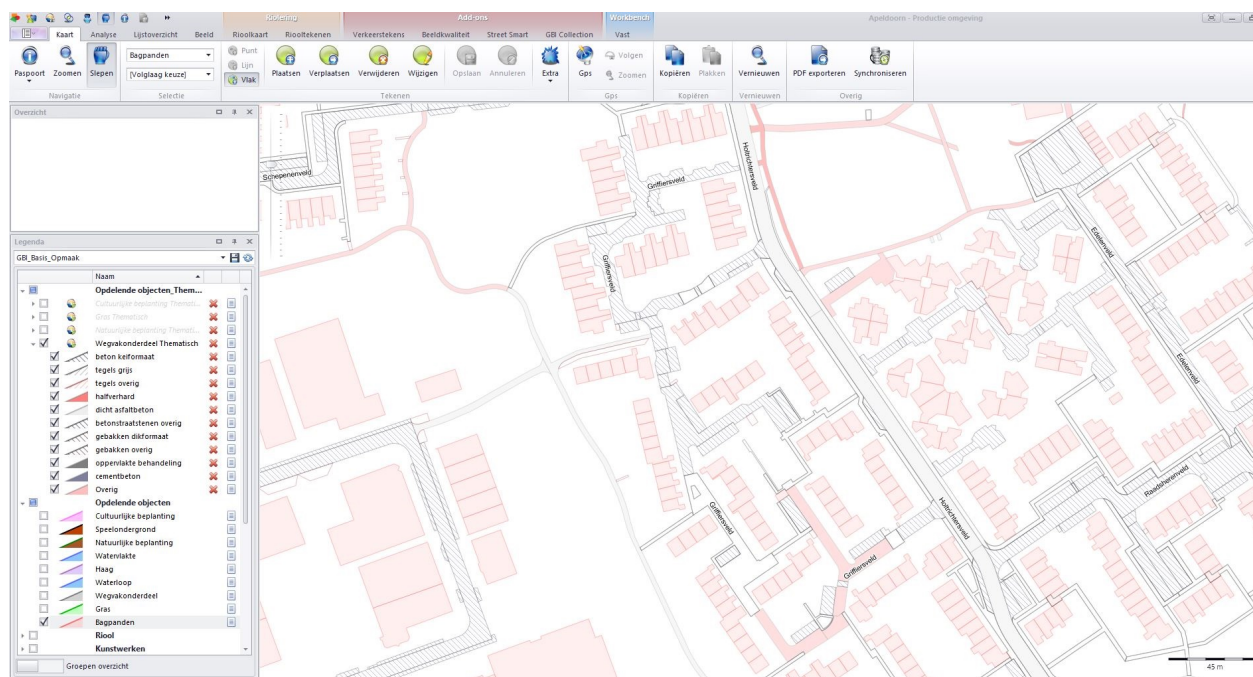 Riolering Add-ons Workbench Apeldoorn - Productie omgeving
Kaart Analyse Lijstoverzicht Beeld Rioolkaart Riooltekenen Verkeerstekens Beeldkwaliteit Street Smart GBI Collection Vast
Bagpanden
[Volglaag keuze]
Punt
Lijn
Vlak
Volgen
Zoomen
Paspoort Zoomen Slepen Plaatsen Verplaatsen Verwijderen Wijzigen Opslaan Annuleren Extra Gps Kopiëren Plakken Vernieuwen PDF exporteren Synchroniseren
Navigatie Selectie Tekenen Gps Kopiëren Vernieuwen Overig
Overzicht
Legenda
GBI_Basis_Opmaak
Naam
Opdelende objecten_Them...
Cultuurlijke beplanting Themati...
Gras Thematisch
Natuurlijke beplanting Themati...
Wegvakonderdeel Thematisch
beton keiformaat
tegels grijs
tegels overig
halfverhard
dicht asfaltbeton
betonstraatstenen overig
gebakken dikformaat
gebakken overig
oppervlakte behandeling
cementbeton
Overig
Opdelende objecten
Cultuurlijke beplanting
Speelondergrond
Natuurlijke beplanting
Watervlakte
Haag
Waterloop
Wegvakonderdeel
Gras
Bagpanden
Riool
Kunstwerken
Groepen overzicht
Schepenenveld
Griffiersveld
Holtrichtersveld
Griffiersveld
Edelenveld
Edelenveld
Raadsherenveld
Griffiersveld
Holtrichtersveld
Griffiersveld
45 m